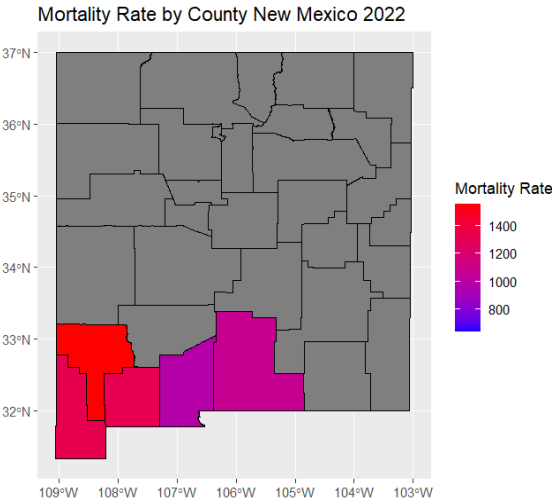 Mortality Rate by County New Mexico 2022
37°N
36°N
35°N
34°N
33°N
32°N
109°W 108°W 107°W 106°W 105°W 104°W 103°W
Mortality Rate
1400
1200
1000
800